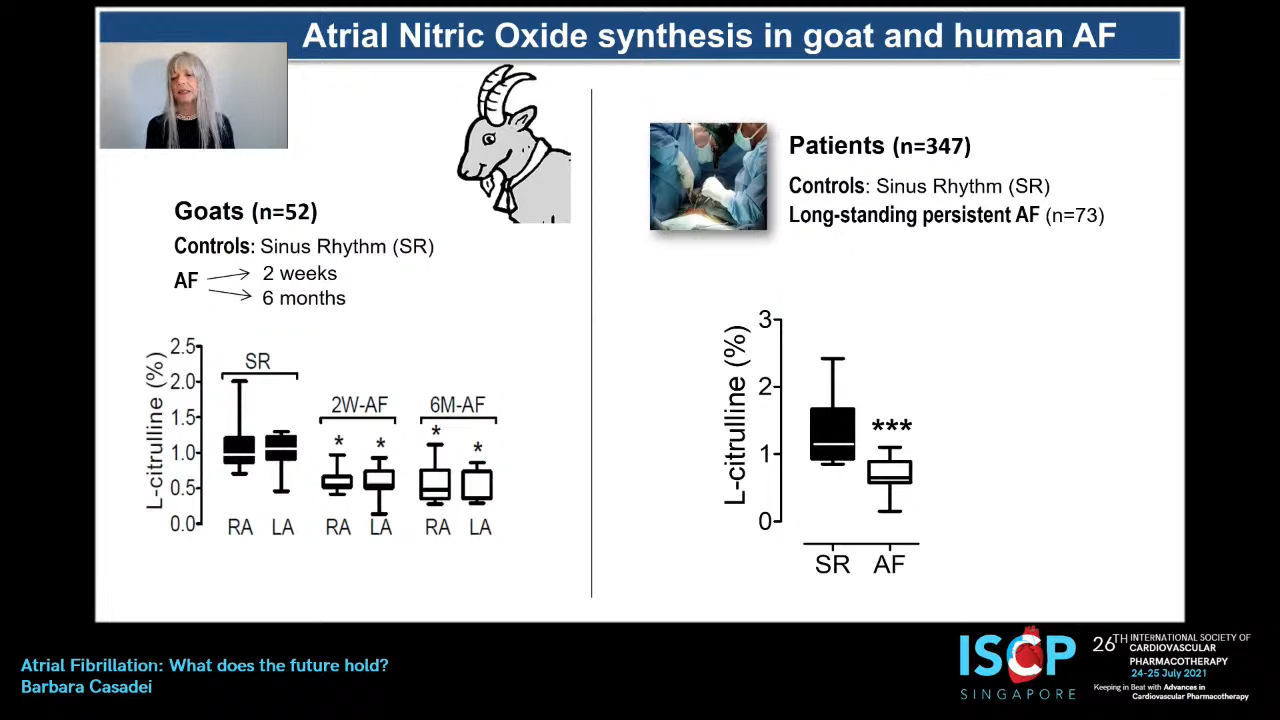 Atrial Nitric Oxide synthesis in goat and human AF
Goats (n=52)
Controls: Sinus Rhythm (SR)
AF
2 weeks
6 months
L-citrulline (%)
2.5
2.0
1.5
1.0
0.5
0.0
SR
2W-AF
6M-AF
* * * *
RA LA RA LA RA LA
Patients (n=347)
Controls: Sinus Rhythm (SR)
Long-standing persistent AF (n=73)
L-citrulline (%)
3
2
1
0
***
SR AF
Atrial Fibrillation: What does the future hold?
Barbara Casadei
ISCP
SINGAPORE
26TH INTERNATIONAL SOCIETY OF
CARDIOVASCULAR
PHARMACOTHERAPY
24-25 July 2021
Keeping in Beat with Advances in
Cardiovascular Pharmacotherapy